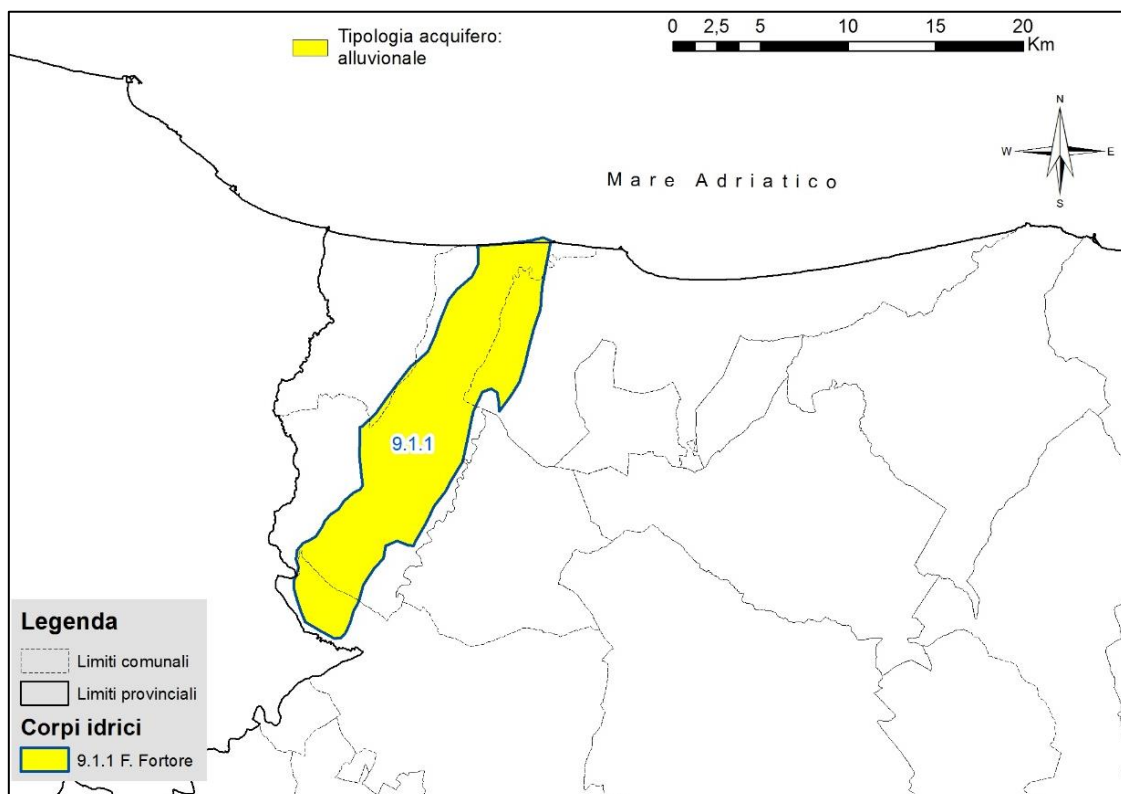 Tipologia acquifero:
alluvionale
0 2,5 5 10 15 20
Km
N
W E
S
Mare Adriatico
9.1.1
Legenda
Limiti comunali
Limiti provinciali
Corpi idrici
9.1.1 F. Fortore